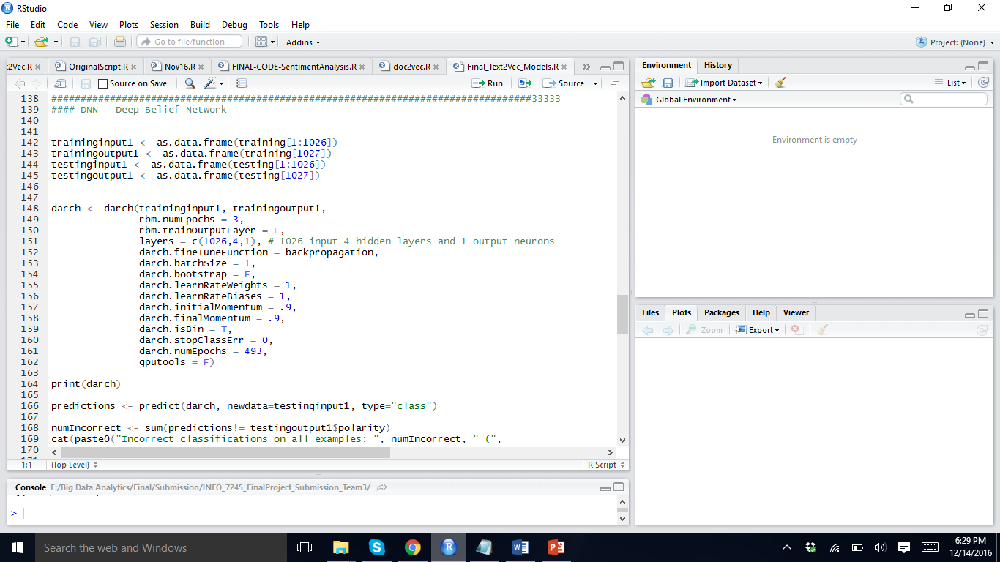 RStudio
File Edit Code View Plots Session Build Debug Tools Help
Go to file/function Addins Project: (None)
c2Vec.R OriginalScript.R Nov16.R FINAL-CODE-SentimentAnalysis.R doc2vec.R Final_Text2Vec_Models.R
Source on Save Run Source
138 ##################################################################################33333
139 #### DNN - Deep Belief Network
140
141
142 traininginput1 <- as.data.frame(training[1:1026])
143 trainingoutput1 <- as.data.frame(training[1027])
144 testinginput1 <- as.data.frame(testing[1:1026])
145 testingoutput1 <- as.data.frame(testing[1027])
146
147
148 darch <- darch(traininginput1, trainingoutput1,
149 rbm.numEpochs = 3,
150 rbm.trainOutputLayer = F,
151 layers = c(1026,4,1), # 1026 input 4 hidden layers and 1 output neurons
152 darch.fineTuneFunction = backpropagation,
153 darch.batchSize = 1,
154 darch.bootstrap = F,
155 darch.learnRateWeights = 1,
156 darch.learnRateBiases = 1,
157 darch.initialMomentum = .9,
158 darch.finalMomentum = .9,
159 darch.isBin = T,
160 darch.stopClassErr = 0,
161 darch.numEpochs = 493,
162 gputools = F)
163
164 print(darch)
165
166 predictions <- predict(darch, newdata=testinginput1, type="class")
167
168 numIncorrect <- sum(predictions!= testingoutput1$polarity)
169 cat(paste0("Incorrect classifications on all examples: ", numIncorrect, " (",
170
1:1 (Top Level) R Script
Console E:/Big Data Analytics/Final/Submission/INFO_7245_FinalProject_Submission_Team3/
>
Environment History
Import Dataset List
Global Environment
Environment is empty
Files Plots Packages Help Viewer
Zoom Export
Search the web and Windows
6:29 PM
12/14/2016